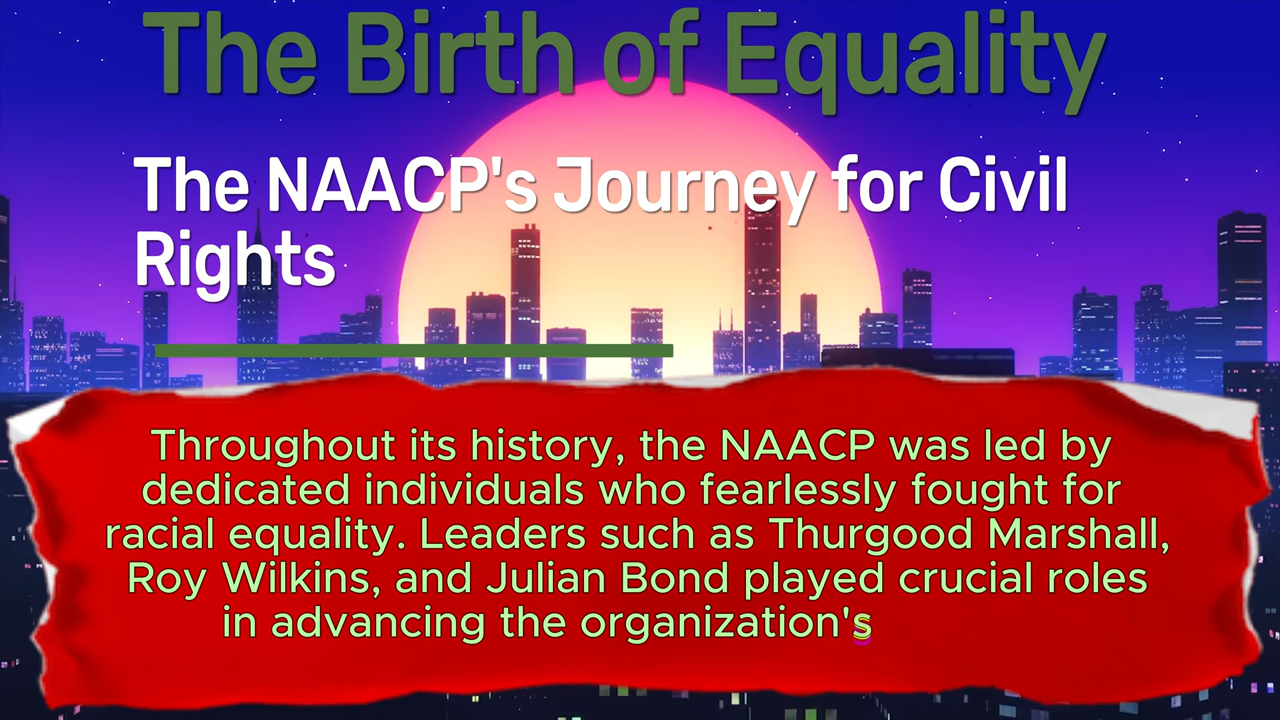 The Birth of Equality
The NAACP's Journey for Civil
Rights
Throughout its history, the NAACP was led by
dedicated individuals who fearlessly fought for
racial equality. Leaders such as Thurgood Marshall,
Roy Wilkins, and Julian Bond played crucial roles
in advancing the organization's